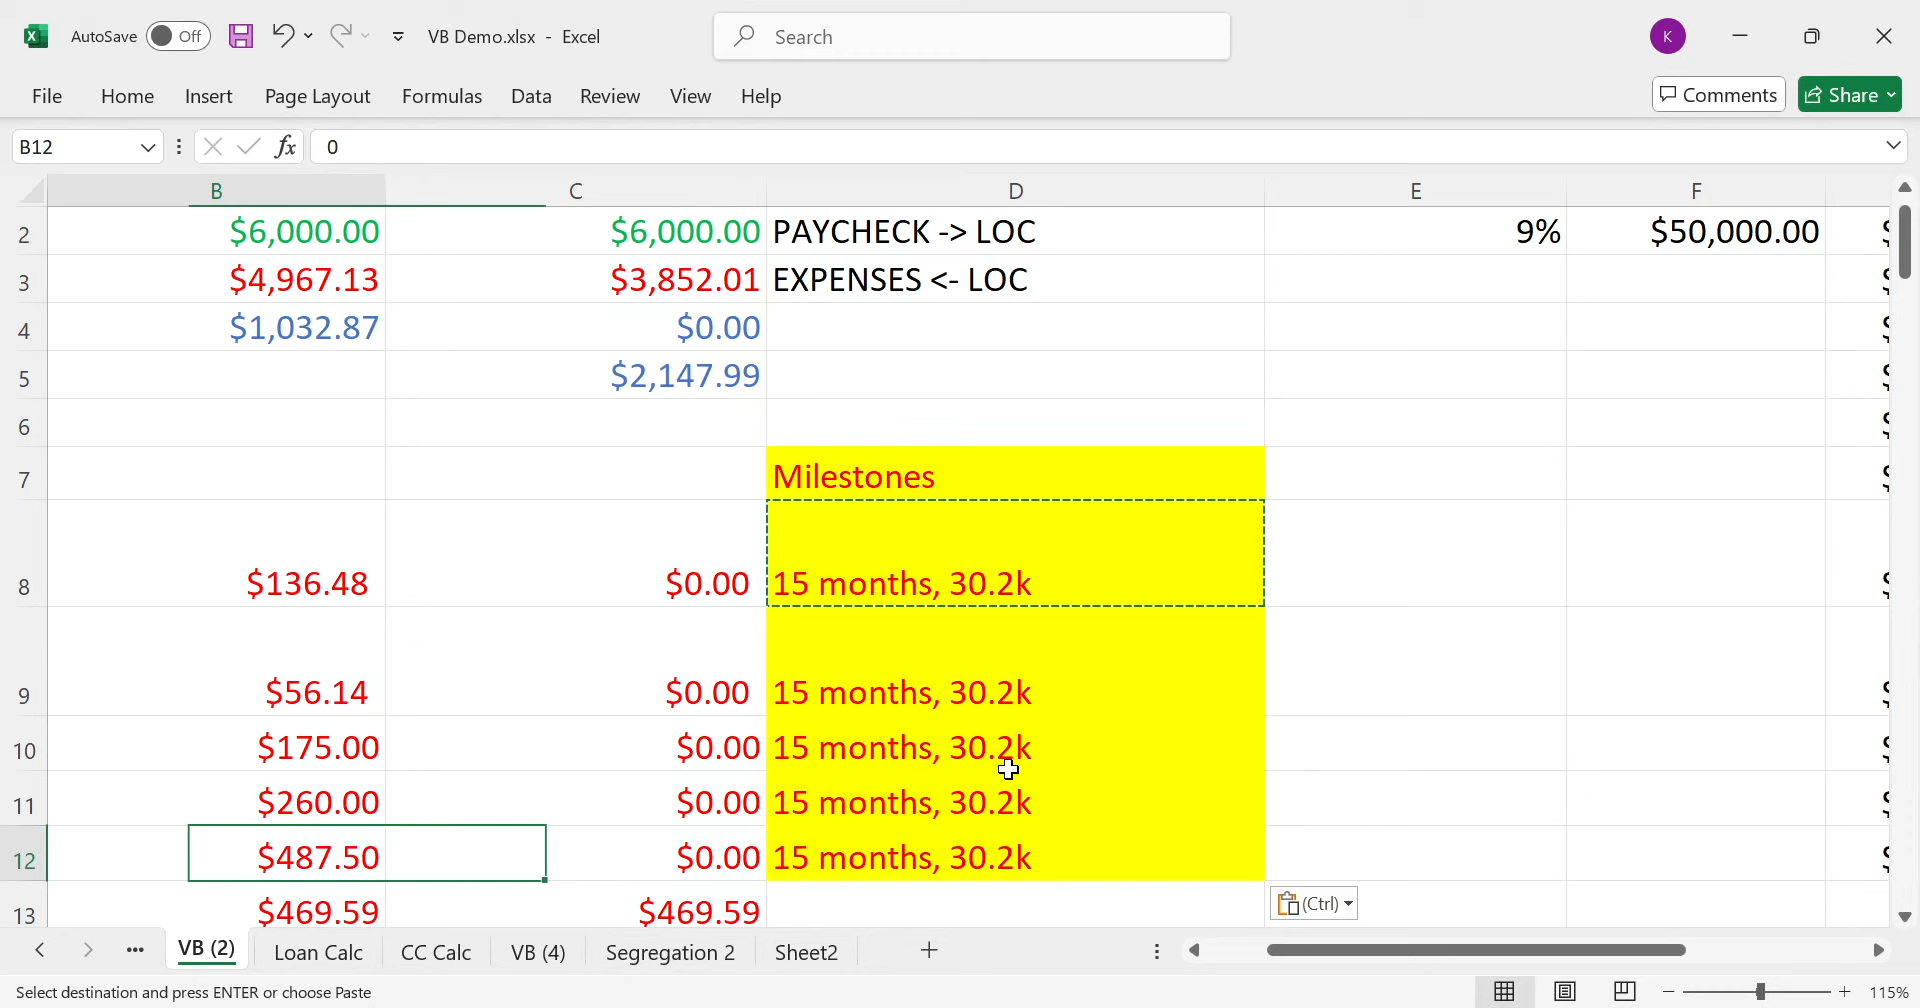 AutoSave Off VB Demo.xlsx - Excel Search K
File Home Insert Page Layout Formulas Data Review View Help Comments Share
B12 fx 0
B C D E F
2 $6,000.00 $6,000.00 PAYCHECK -> LOC 9% $50,000.00
3 $4,967.13 $3,852.01 EXPENSES <- LOC
4 $1,032.87 $0.00
5 $2,147.99
6
7 Milestones
8 $136.48 $0.00 15 months, 30.2k
9 $56.14 $0.00 15 months, 30.2k
10 $175.00 $0.00 15 months, 30.2k
11 $260.00 $0.00 15 months, 30.2k
12 $487.50 $0.00 15 months, 30.2k
13 $469.59 $469.59
(Ctrl)
VB (2) Loan Calc CC Calc VB (4) Segregation 2 Sheet2
Select destination and press ENTER or choose Paste 115%